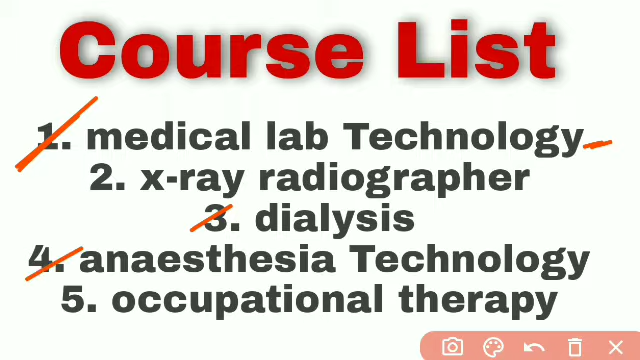 Course List
1. medical lab Technology
2. x-ray radiographer
3. dialysis
4. anaesthesia Technology
5. occupational therapy